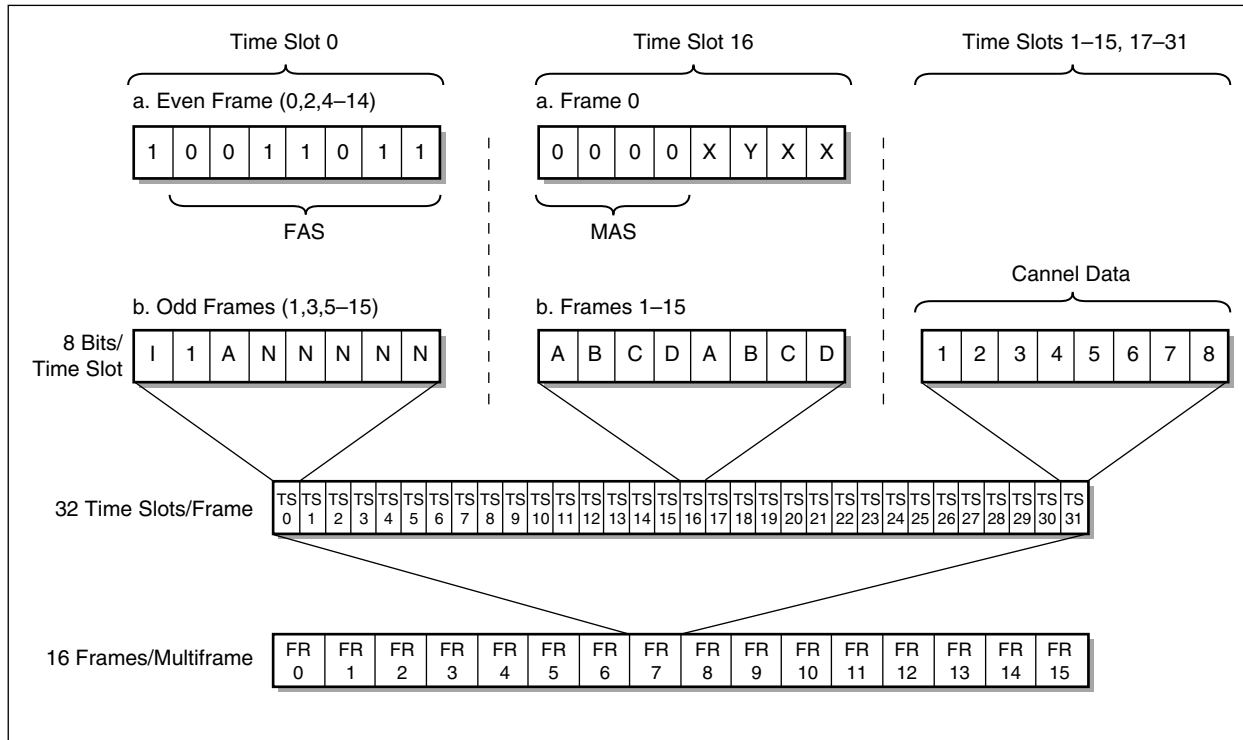 Time Slot 0
Time Slot 16
Time Slots 1–15, 17–31
a. Even Frame (0,2,4–14)
a. Frame 0
1 0 0 1 1 0 1 1
0 0 0 0 X Y X X
FAS
MAS
Cannel Data
b. Odd Frames (1,3,5–15)
b. Frames 1–15
8 Bits/
Time Slot
I 1 A N N N N N
A B C D A B C D
1 2 3 4 5 6 7 8
32 Time Slots/Frame
TS TS TS TS TS TS TS TS TS TS TS TS TS TS TS TS TS TS TS TS TS TS TS TS TS TS TS TS TS TS TS TS
0 1 2 3 4 5 6 7 8 9 10 11 12 13 14 15 16 17 18 19 20 21 22 23 24 25 26 27 28 29 30 31
16 Frames/Multiframe
FR FR FR FR FR FR FR FR FR FR FR FR FR FR FR FR
0 1 2 3 4 5 6 7 8 9 10 11 12 13 14 15